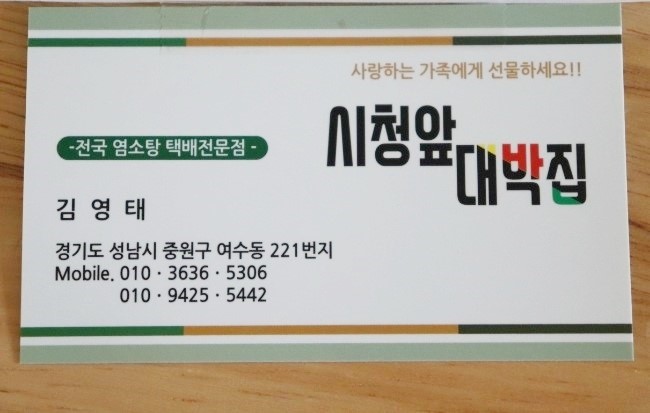 사랑하는 가족에게 선물하세요!!
시청앞
대박집
-전국 염소탕 택배전문점 -
김 영 태
경기도 성남시 중원구 여수동 221번지
Mobile. 010 · 3636 · 5306
010 · 9425 · 5442